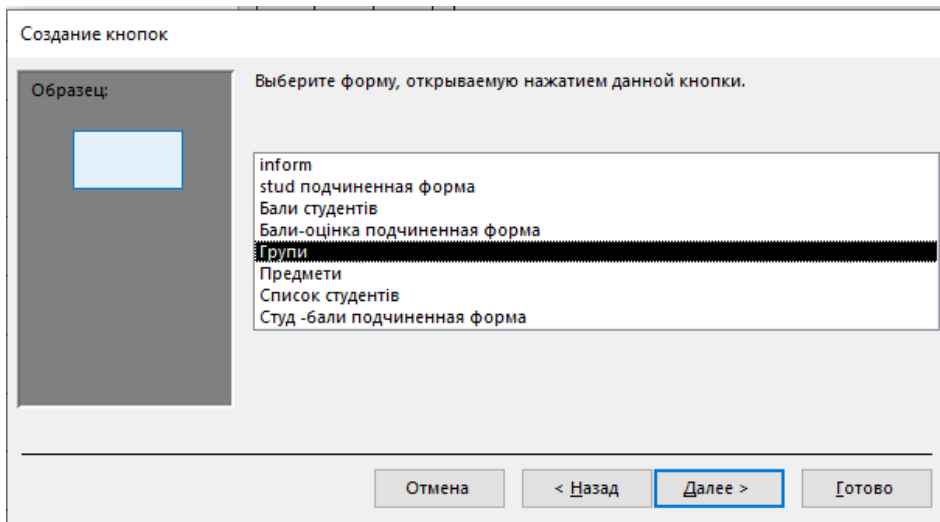 Создание кнопок
Образец:
Выберите форму, открываемую нажатием данной кнопки.
inform
stud подчиненная форма
Бали студентів
Бали-оцінка подчиненная форма
Групи
Предмети
Список студентів
Студ -бали подчиненная форма
Отмена
< Назад
Далее >
Готово